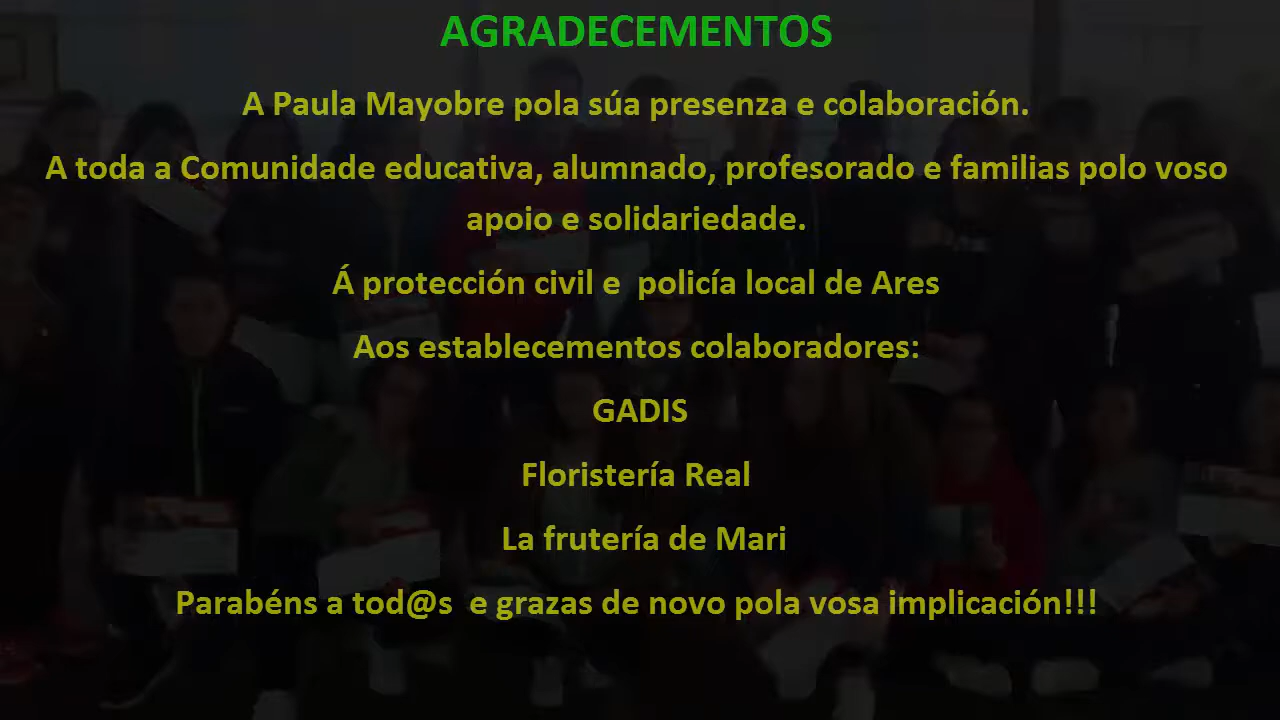 AGRADECEMENTOS
A Paula Mayobre pola súa presenza e colaboración.
A toda a Comunidade educativa, alumnado, profesorado e familias polo voso
apoio e solidariedade.
Á protección civil e  policía local de Ares
Aos establecementos colaboradores:
GADIS
Floristería Real
La frutería de Mari
Parabéns a tod@s  e grazas de novo pola vosa implicación!!!